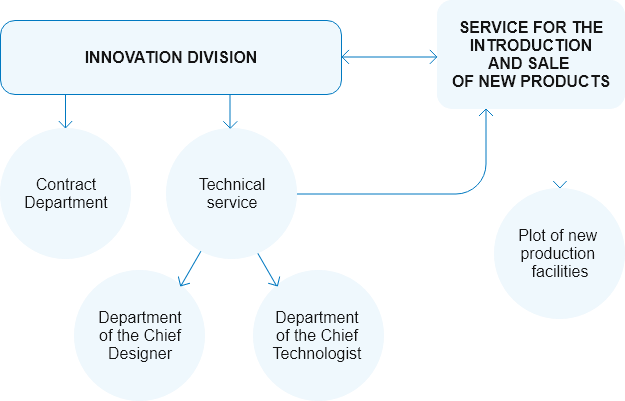 INNOVATION DIVISION
SERVICE FOR THE
INTRODUCTION
AND SALE
OF NEW PRODUCTS
Contract
Department
Technical
service
Plot of new
production
facilities
Department
of the Chief
Designer
Department
of the Chief
Technologist